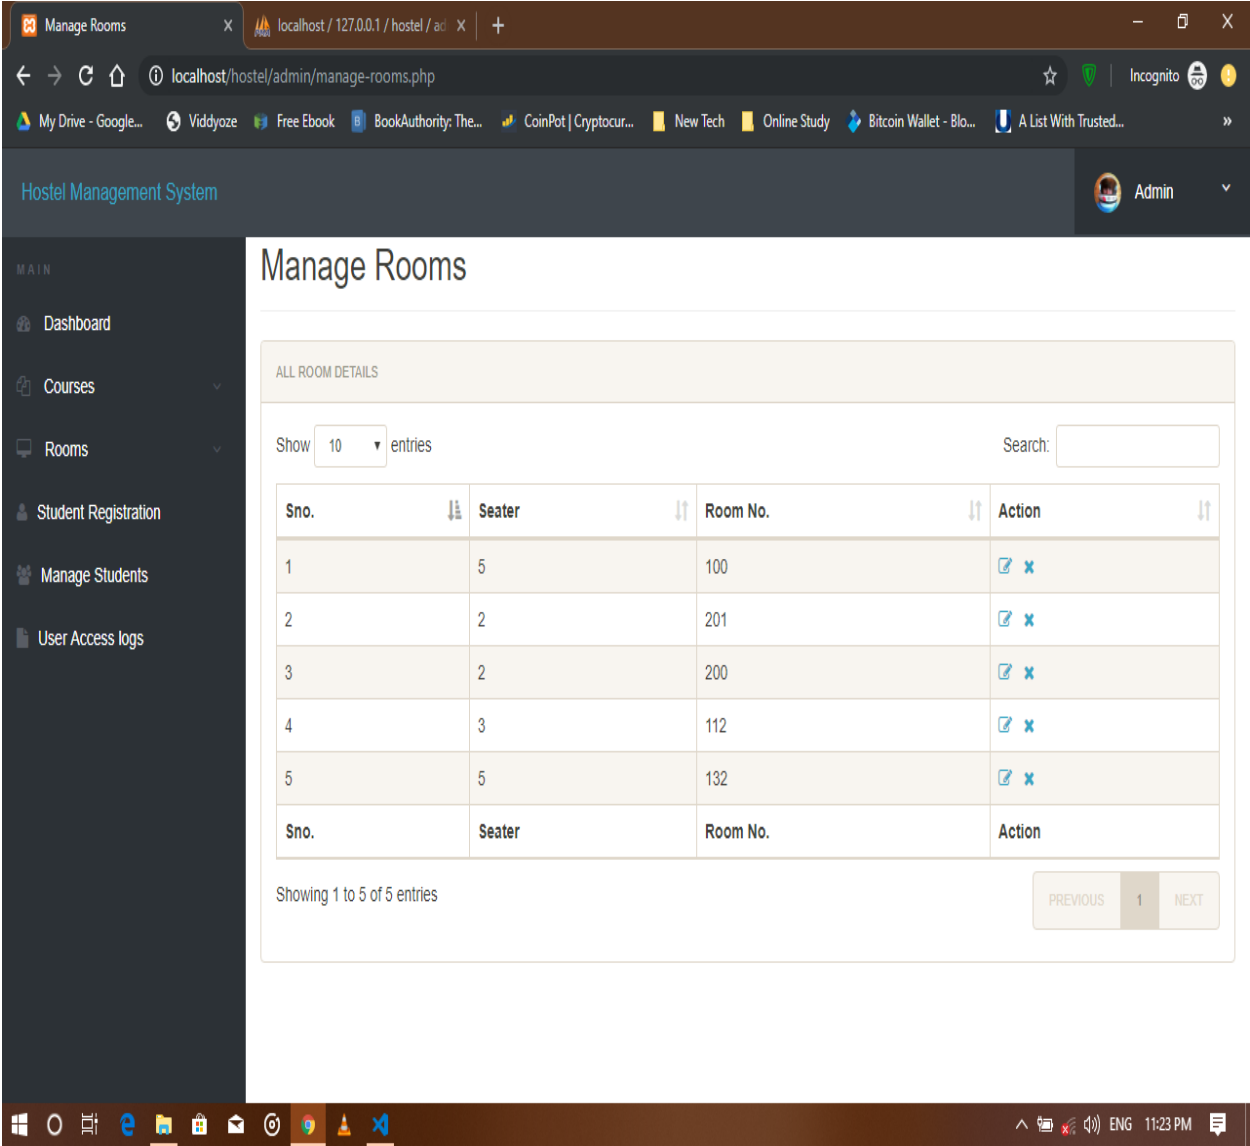 Manage Rooms
localhost / 127.0.0.1 / hostel / ad
localhost/hostel/admin/manage-rooms.php
Incognito
My Drive - Google... Viddyoze Free Ebook BookAuthority: The... CoinPot | Cryptocur... New Tech Online Study Bitcoin Wallet - Blo... A List With Trusted... »
Hostel Management System
Admin
MAIN
Dashboard
Courses
Rooms
Student Registration
Manage Students
User Access logs
Manage Rooms
ALL ROOM DETAILS
Show 10 entries
Search:
Sno. Seater Room No. Action
1 5 100
2 2 201
3 2 200
4 3 112
5 5 132
Sno. Seater Room No. Action
Showing 1 to 5 of 5 entries
PREVIOUS 1 NEXT
ENG 11:23 PM